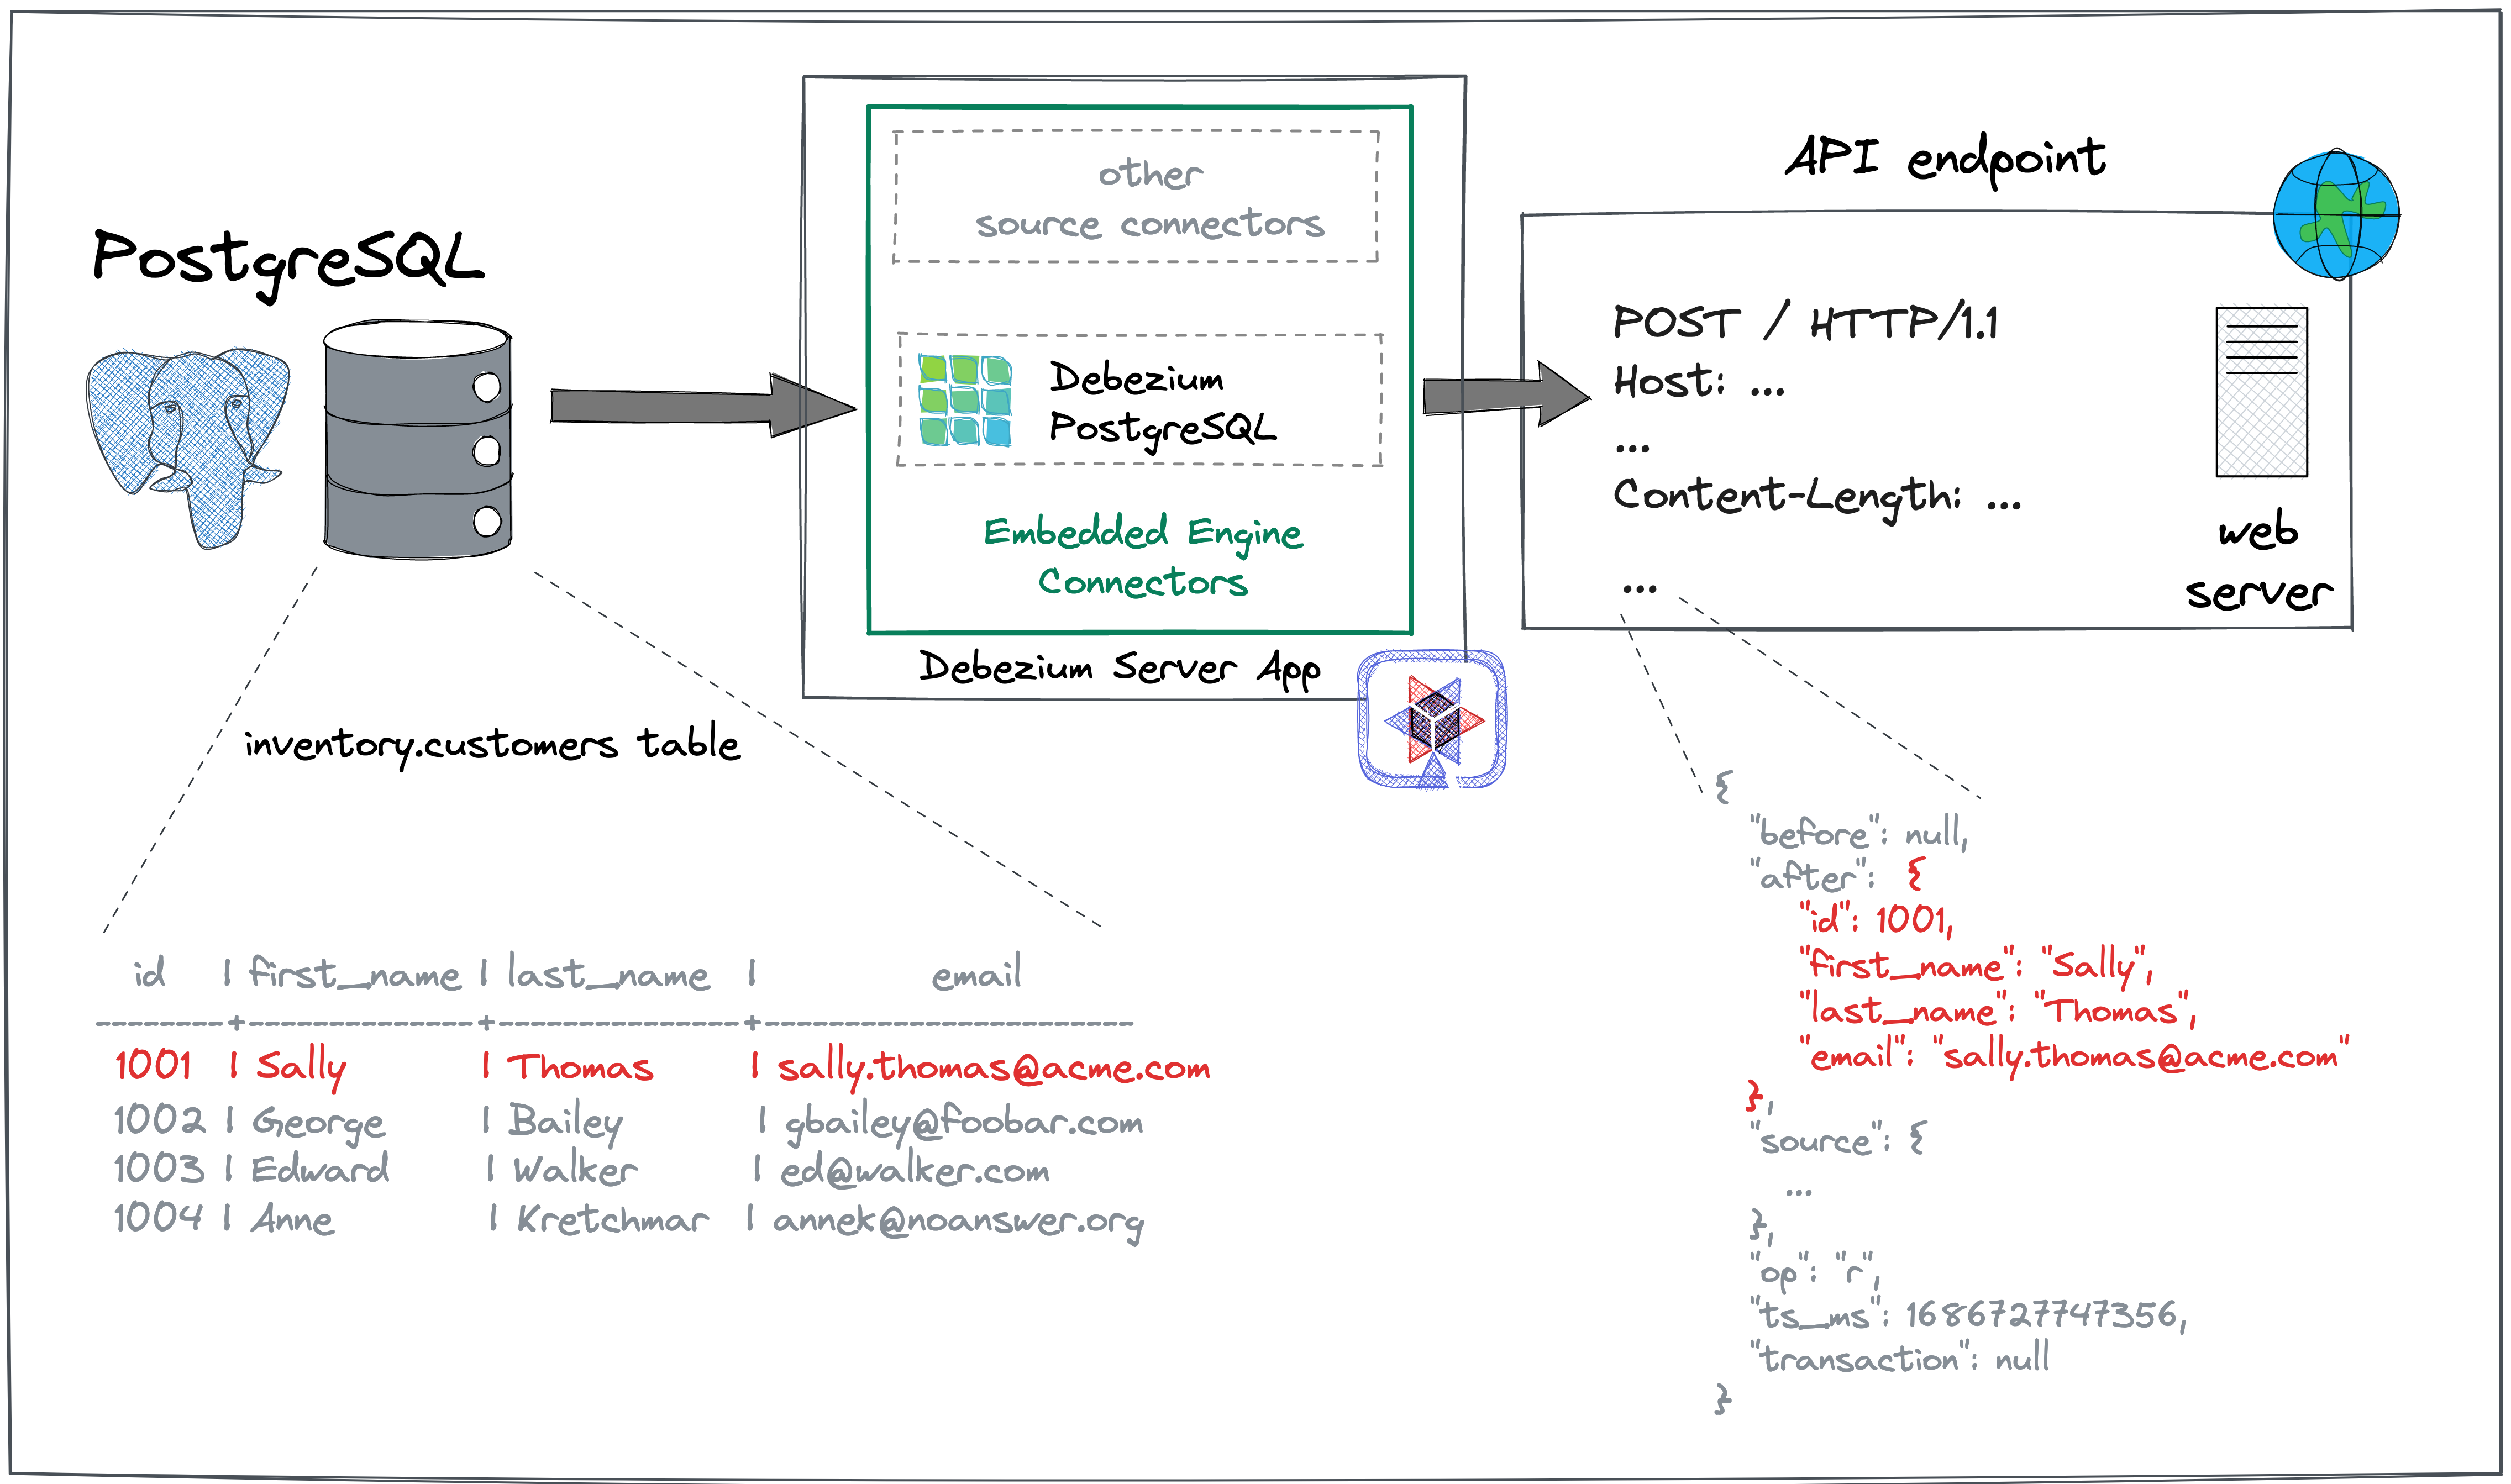 PostgreSQL
other
source connectors
Debezium
PostgreSQL
Embedded Engine
Connectors
Debezium Server App
API endpoint
POST / HTTP/1.1
Host: ...
...
Content-Length: ...
...
web
server
inventory.customers table
id | first_name | last_name | email
---------+----------------+-----------------+--------------------------
1001 | Sally | Thomas | sally.thomas@acme.com
1002 | George | Bailey | gbailey@foobar.com
1003 | Edward | Walker | ed@walker.com
1004 | Anne | Kretchmar | annek@noanswer.org
{
"before": null,
"after": {
"id": 1001,
"first_name": "Sally",
"last_name": "Thomas",
"email": "sally.thomas@acme.com"
},
"source": {
...
},
"op": "r",
"ts_ms": 1686727747356,
"transaction": null
}